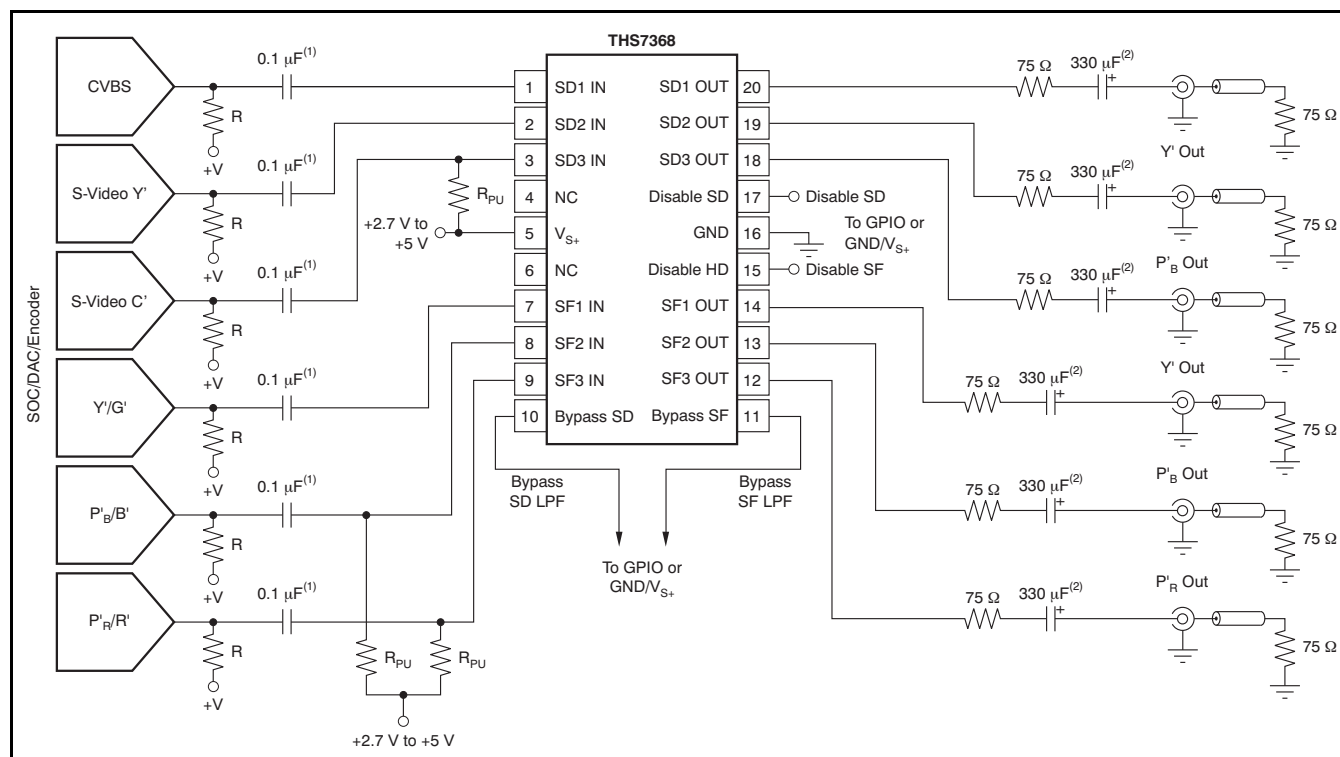 THS7368
SOC/DAC/Encoder
CVBS
R
+V
0.1 µF(1)
S-Video Y'
R
+V
0.1 µF(1)
S-Video C'
R
+V
0.1 µF(1)
Y'/G'
R
+V
0.1 µF(1)
P'B/B'
R
+V
0.1 µF(1)
P'R/R'
R
+V
0.1 µF(1)
RPU
+2.7 V to
+5 V
RPU
RPU
+2.7 V to +5 V
1 SD1 IN SD1 OUT 20
2 SD2 IN SD2 OUT 19
3 SD3 IN SD3 OUT 18
4 NC Disable SD 17
5 VS+ GND 16
6 NC Disable HD 15
7 SF1 IN SF1 OUT 14
8 SF2 IN SF2 OUT 13
9 SF3 IN SF3 OUT 12
10 Bypass SD Bypass SF 11
Bypass
SD LPF
Bypass
SF LPF
To GPIO or
GND/VS+
Disable SD
To GPIO or
GND/VS+
Disable SF
75 Ω
330 µF(2)
+
75 Ω
Y' Out
75 Ω
330 µF(2)
+
75 Ω
P'B Out
75 Ω
330 µF(2)
+
75 Ω
Y' Out
75 Ω
330 µF(2)
+
75 Ω
P'B Out
75 Ω
330 µF(2)
+
75 Ω
P'R Out
75 Ω
330 µF(2)
+
75 Ω